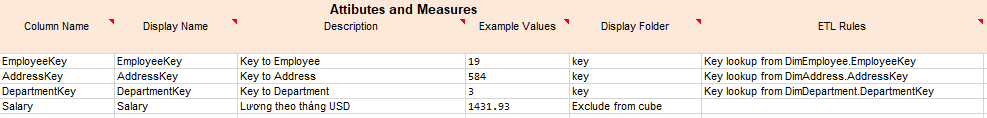 Attibutes and Measures
Column Name Display Name Description Example Values Display Folder ETL Rules
EmployeeKey EmployeeKey Key to Employee 19 key Key lookup from DimEmployee.EmployeeKey
AddressKey AddressKey Key to Address 584 key Key lookup from DimAddress.AddressKey
DepartmentKey DepartmentKey Key to Department 3 key Key lookup from DimDepartment.DepartmentKey
Salary Salary Lương theo tháng USD 1431.93 Exclude from cube